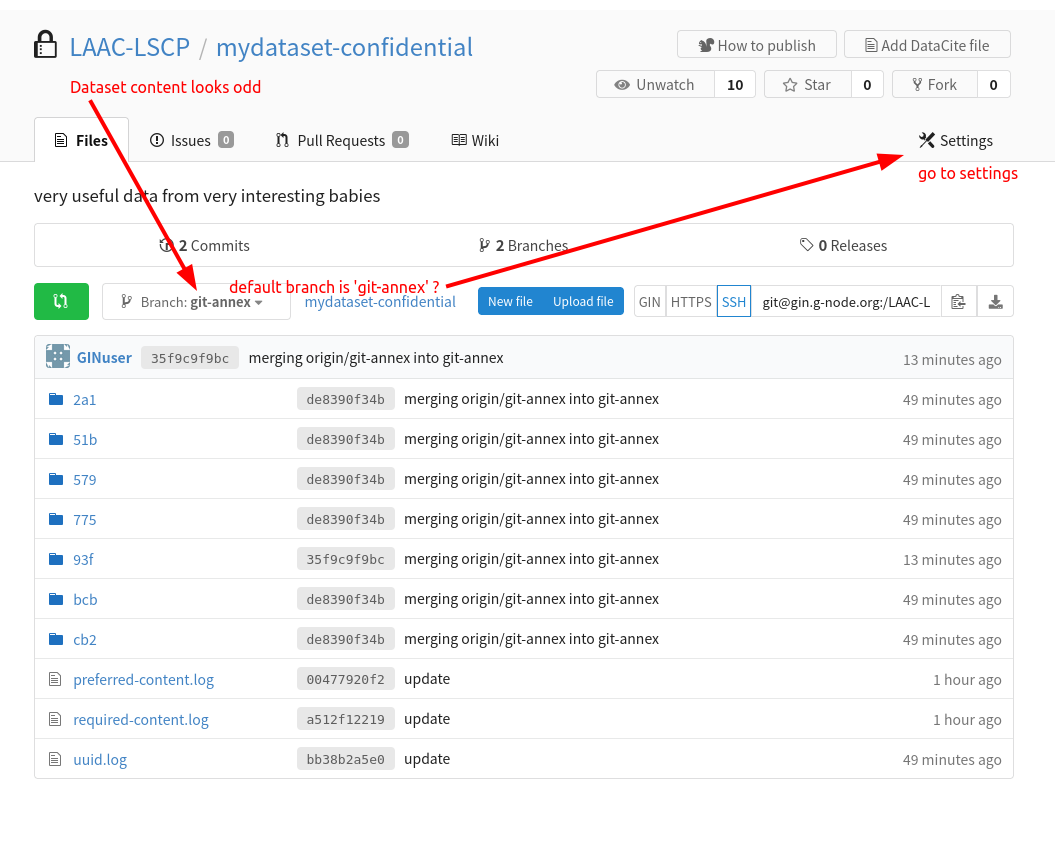 LAAC-LSCP / mydataset-confidential
How to publish
Add DataCite file
Dataset content looks odd
Unwatch 10
Star 0
Fork 0
Files
Issues 0
Pull Requests 0
Wiki
Settings
go to settings
very useful data from very interesting babies
2 Commits
2 Branches
0 Releases
default branch is 'git-annex' ?
Branch: git-annex
mydataset-confidential
New file
Upload file
GIN
HTTPS
SSH
git@gin.g-node.org:/LAAC-L
GINuser 35f9c9f9bc merging origin/git-annex into git-annex 13 minutes ago
2a1 de8390f34b merging origin/git-annex into git-annex 49 minutes ago
51b de8390f34b merging origin/git-annex into git-annex 49 minutes ago
579 de8390f34b merging origin/git-annex into git-annex 49 minutes ago
775 de8390f34b merging origin/git-annex into git-annex 49 minutes ago
93f 35f9c9f9bc merging origin/git-annex into git-annex 13 minutes ago
bcb de8390f34b merging origin/git-annex into git-annex 49 minutes ago
cb2 de8390f34b merging origin/git-annex into git-annex 49 minutes ago
preferred-content.log 00477920f2 update 1 hour ago
required-content.log a512f12219 update 1 hour ago
uuid.log bb38b2a5e0 update 49 minutes ago